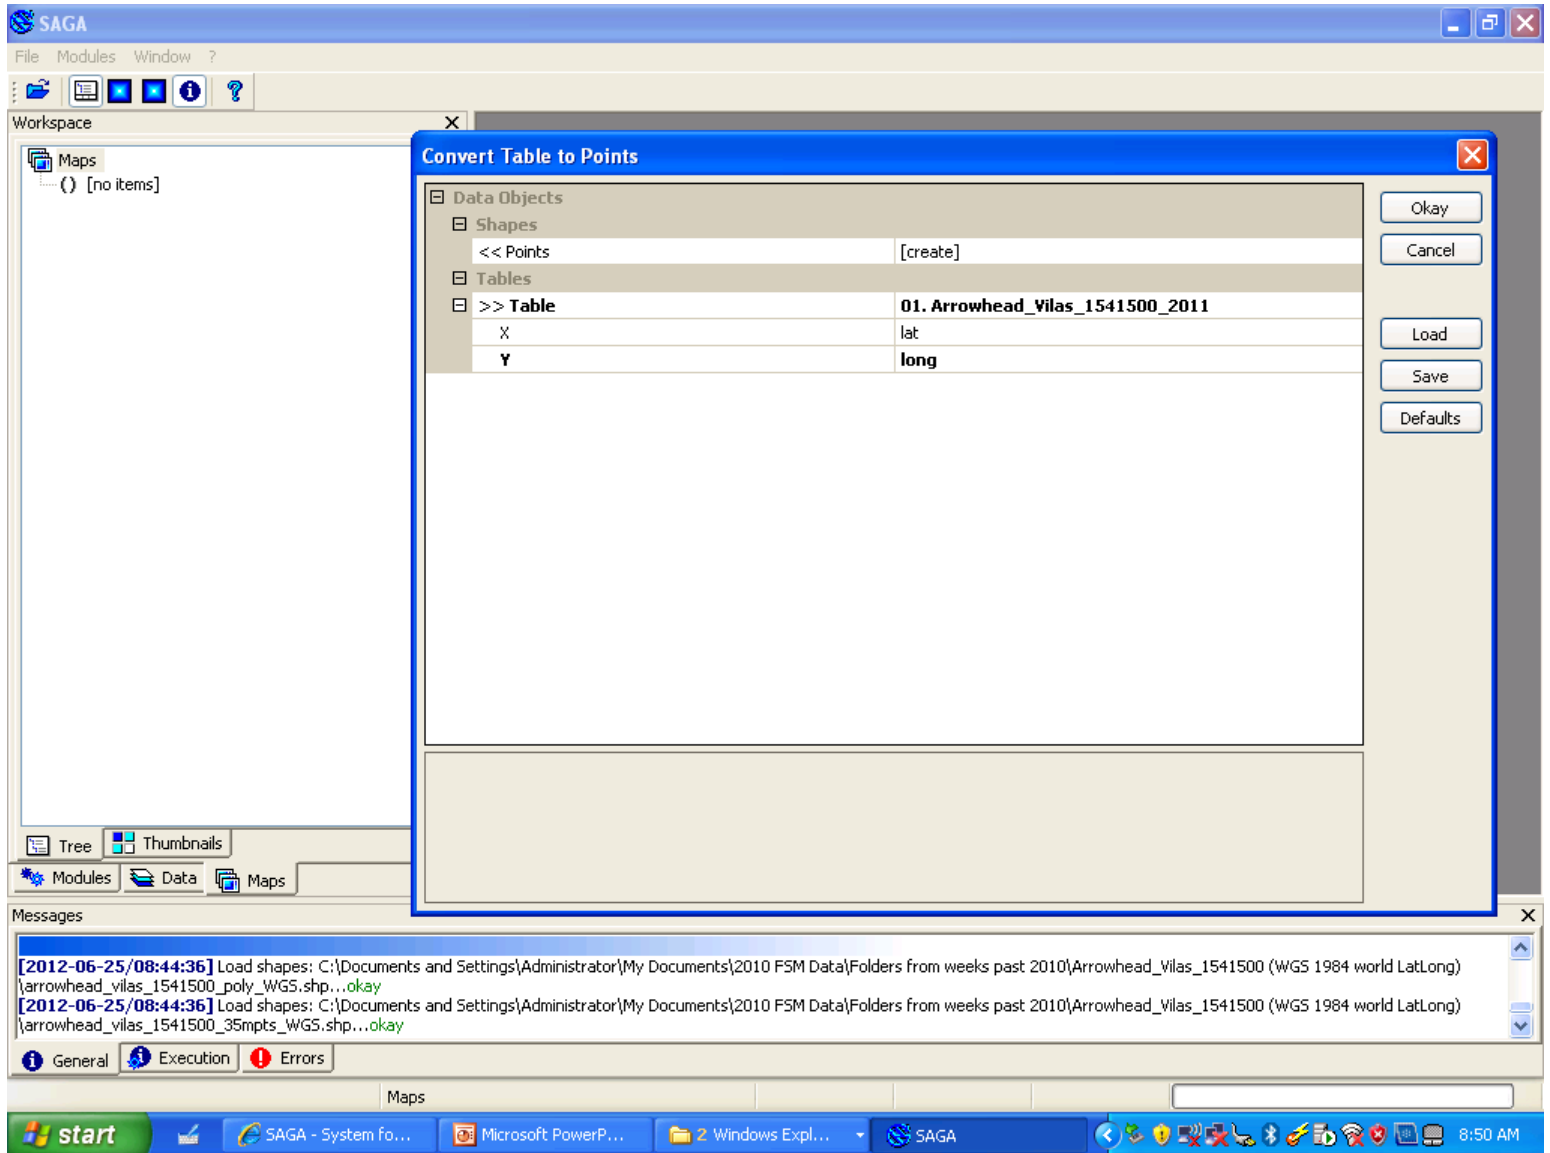 SAGA
File Modules Window ?
Workspace
Maps
[no items]
Convert Table to Points
Data Objects
Shapes
<< Points [create]
Tables
>> Table 01. Arrowhead_Vilas_1541500_2011
X lat
Y long
Okay
Cancel
Load
Save
Defaults
Tree Thumbnails
Modules Data Maps
Messages
[2012-06-25/08:44:36] Load shapes: C:\Documents and Settings\Administrator\My Documents\2010 FSM Data\Folders from weeks past 2010\Arrowhead_Vilas_1541500 (WGS 1984 world LatLong)
\arrowhead_vilas_1541500_poly_WGS.shp...okay
[2012-06-25/08:44:36] Load shapes: C:\Documents and Settings\Administrator\My Documents\2010 FSM Data\Folders from weeks past 2010\Arrowhead_Vilas_1541500 (WGS 1984 world LatLong)
\arrowhead_vilas_1541500_35mpts_WGS.shp...okay
General Execution Errors
Maps
start SAGA - System fo... Microsoft PowerP... 2 Windows Expl... SAGA 8:50 AM